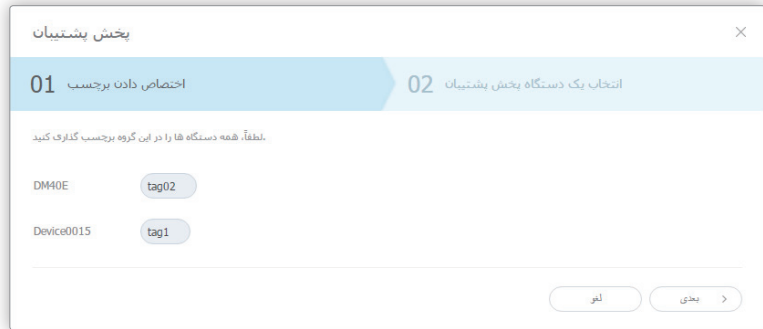 پخش پشتیبان
01 اختصاص دادن برچسب
02 انتخاب یک دستگاه پخش پشتیبان
.لطفاً، همه دستگاه ها را در این گروه برچسب گذاری کنید
DM40E tag02
Device0015 tag1
لغو
بعدی